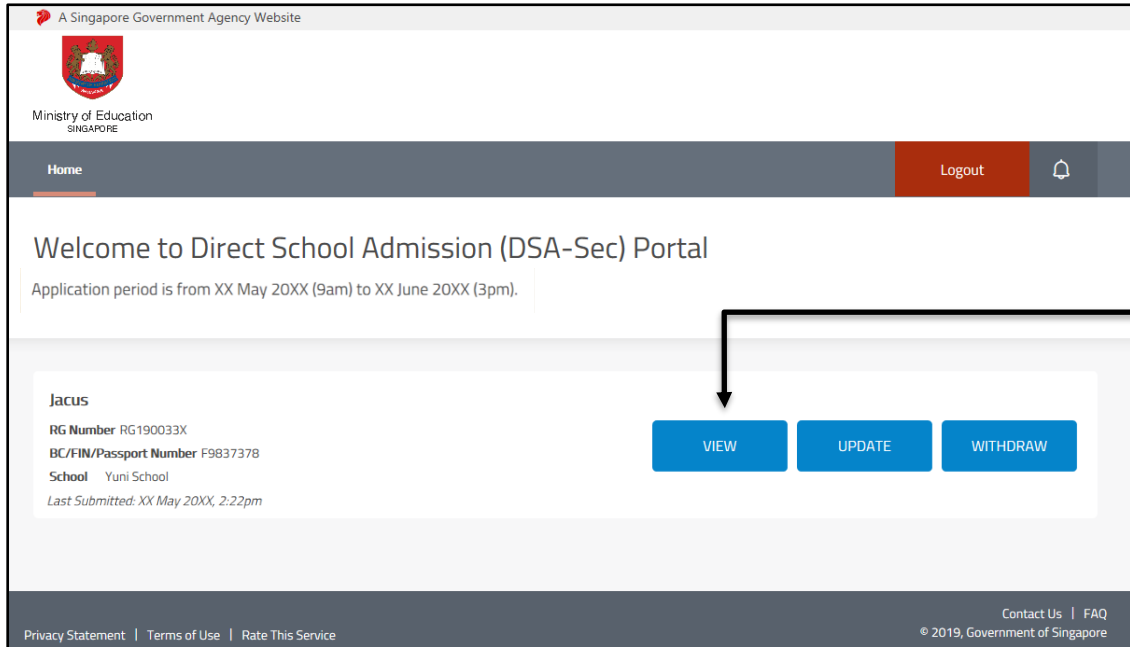 A Singapore Government Agency Website
Ministry of Education
SINGAPORE
Home
Logout
Welcome to Direct School Admission (DSA-Sec) Portal
Application period is from XX May 20XX (9am) to XX June 20XX (3pm).
Jacus
RG Number RG190033X
BC/FIN/Passport Number F9837378
School Yuni School
Last Submitted: XX May 20XX, 2:22pm
VIEW
UPDATE
WITHDRAW
Contact Us | FAQ
Privacy Statement | Terms of Use | Rate This Service
© 2019, Government of Singapore